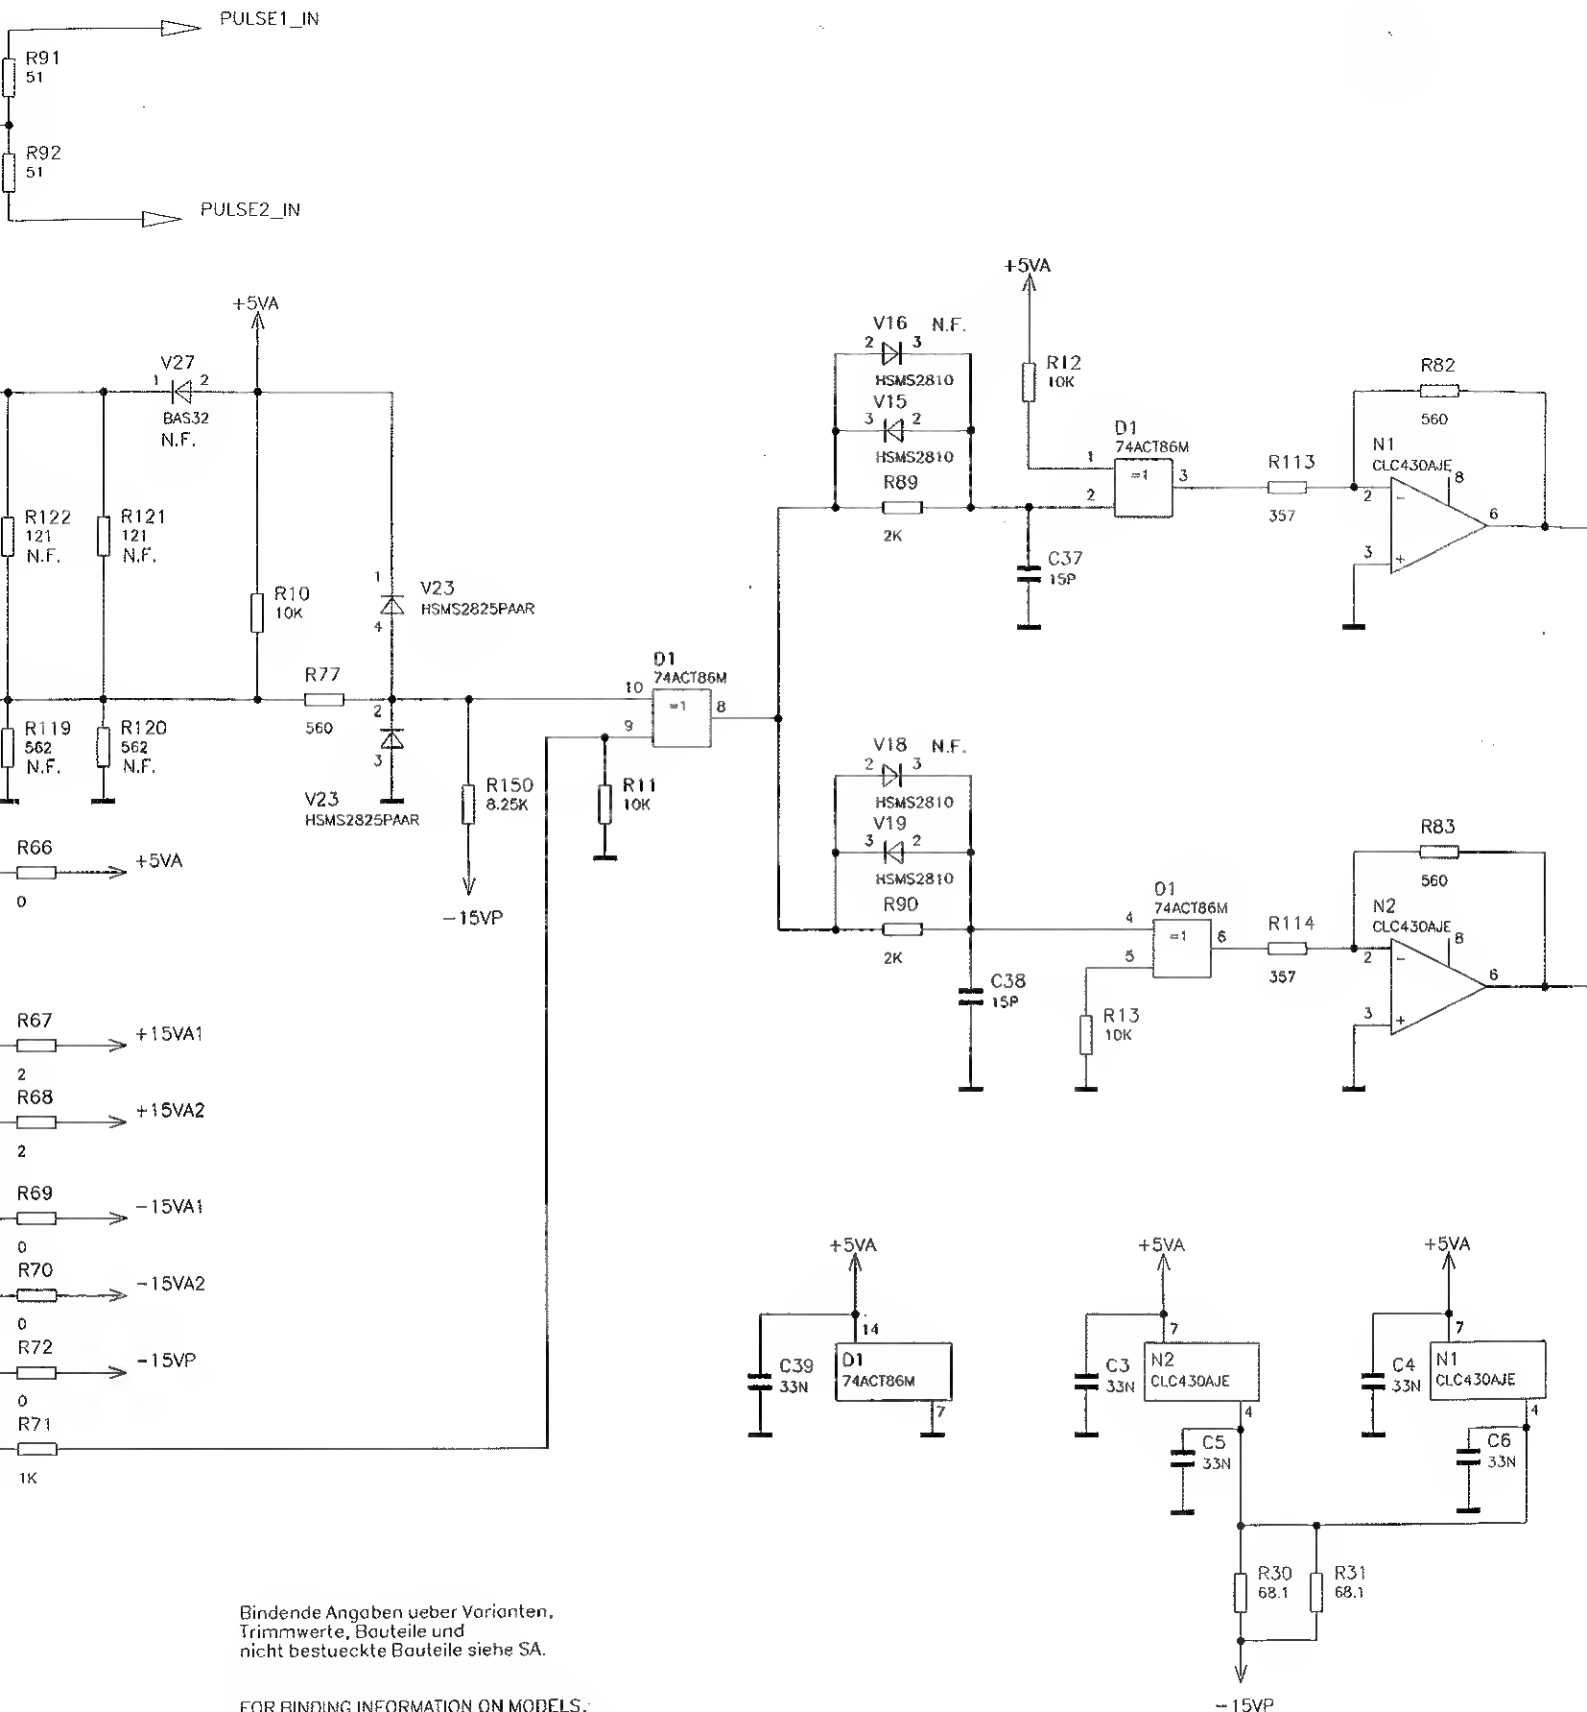 PULSE1_IN
R91
51
R92
51
PULSE2_IN
+5VA
V27
1 2
BAS32
N.F.
R122
121
N.F.
R121
121
N.F.
R10
10K
1
V23
HSMS2825PAAR
4
R77
560
2
3
V23
HSMS2825PAAR
R119
562
N.F.
R120
562
N.F.
R150
8.25K
-15VP
R11
10K
D1
74ACT86M
10
=1
8
9
V16 N.F.
2 3
HSMS2810
V15
3 2
HSMS2810
R89
2K
+5VA
R12
10K
D1
74ACT86M
1
=1
3
2
C37
15P
R113
357
R82
560
N1
CLC430AJE
8
2
-
6
3
+
V18 N.F.
2 3
HSMS2810
V19
3 2
HSMS2810
R90
2K
C38
15P
D1
74ACT86M
4
=1
6
5
R13
10K
R114
357
R83
560
N2
CLC430AJE
8
2
-
6
3
+
R66
+5VA
0
R67
+15VA1
2
R68
+15VA2
2
R69
-15VA1
0
R70
-15VA2
0
R72
-15VP
0
R71
1K
+5VA
14
C39
33N
D1
74ACT86M
7
+5VA
7
C3
33N
N2
CLC430AJE
4
C5
33N
+5VA
7
C4
33N
N1
CLC430AJE
4
C6
33N
R30
68.1
R31
68.1
-15VP
Bindende Angaben ueber Varianten,
Trimmwerte, Bauteile und
nicht bestueckte Bauteile siehe SA.
FOR BINDING INFORMATION ON MODELS,